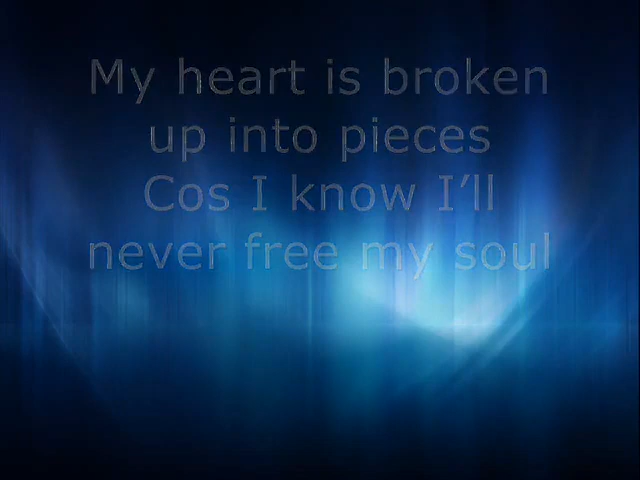 My heart is broken
up into pieces
Cos I know I’ll
never free my soul